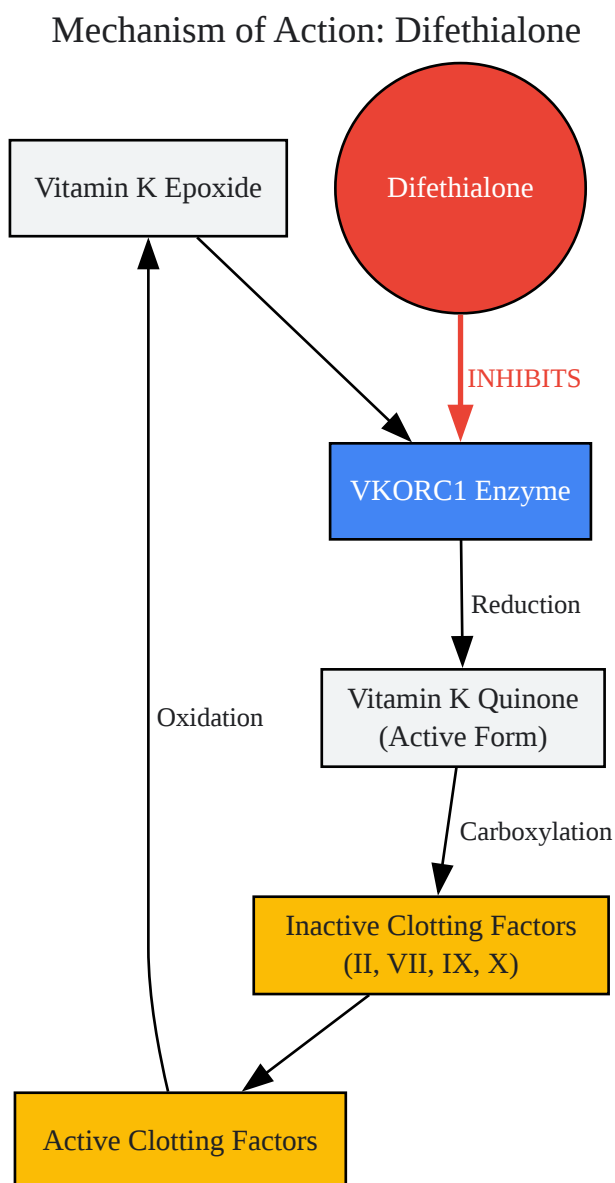 Mechanism of Action: Difethialone
Vitamin K Epoxide
Difethialone
INHIBITS
VKORC1 Enzyme
Reduction
Vitamin K Quinone
(Active Form)
Oxidation
Carboxylation
Inactive Clotting Factors
(II, VII, IX, X)
Active Clotting Factors